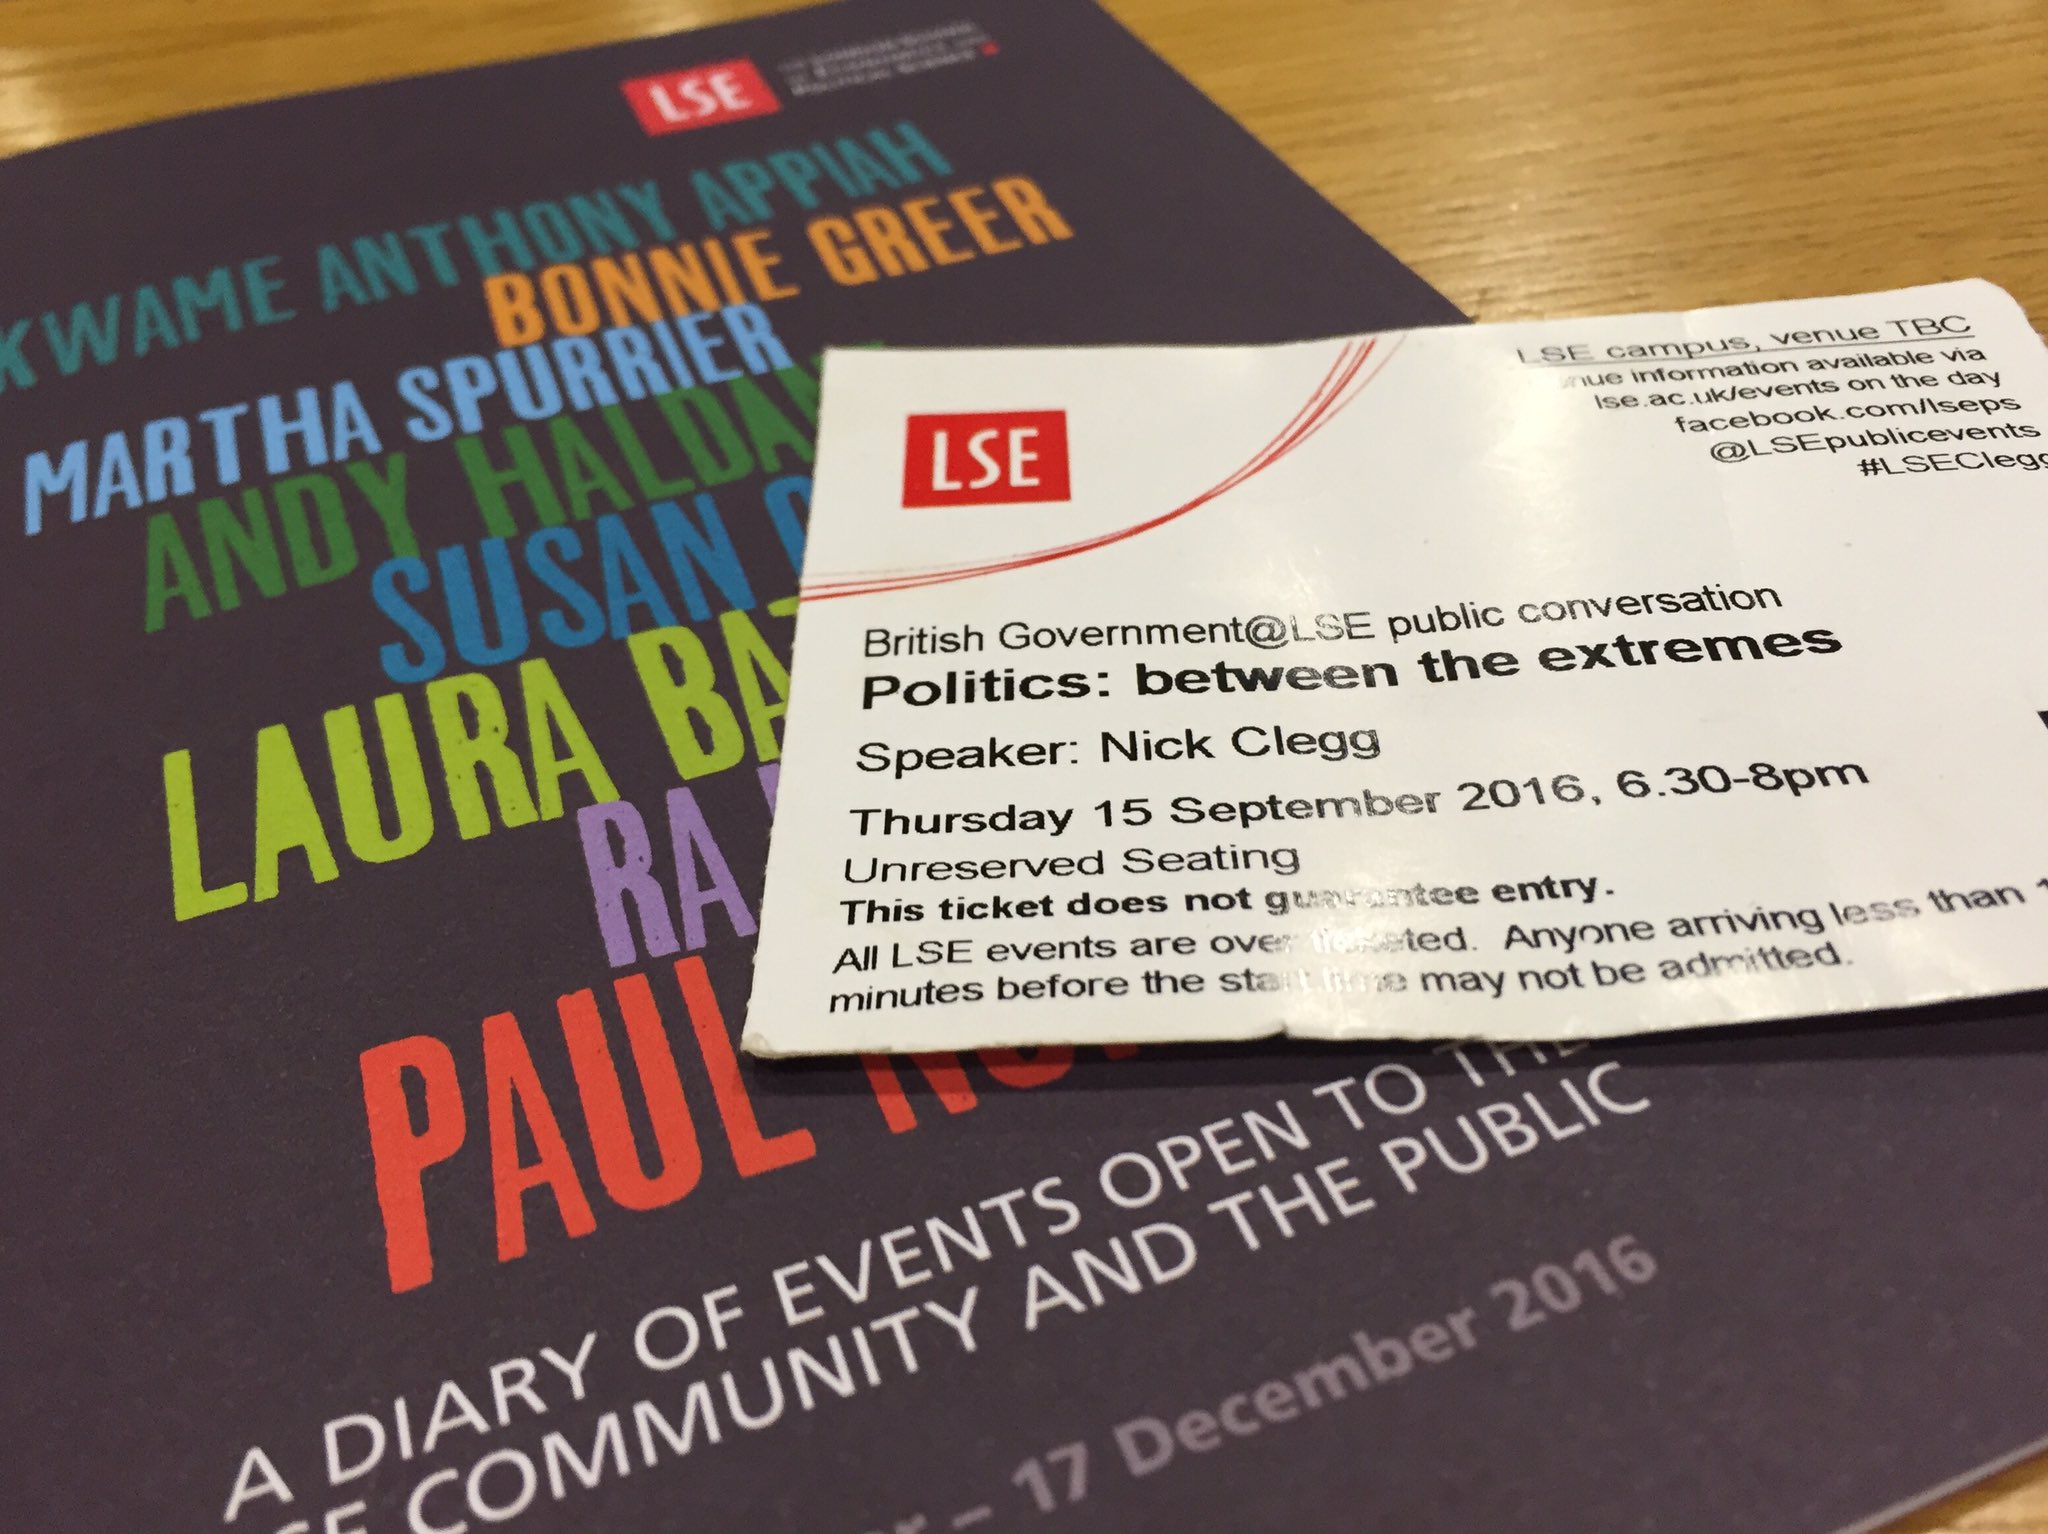 LSE
KWAME ANTHONY APPIAH
BONNIE GREER
MARTHA SPURRIER
ANDY
SUSAN
LAURA
PAUL
A DIARY OF EVENTS OPEN TO THE
COMMUNITY AND THE PUBLIC
– 17 December 2016
LSE
LSE campus, venue TBC
information available via
lse.ac.uk/events on the day
facebook.com/lseps
@LSEpublicevents
#LSEClegg
British Government@LSE public conversation
Politics: between the extremes
Speaker: Nick Clegg
Thursday 15 September 2016, 6.30-8pm
Unreserved Seating
This ticket does not guarantee entry.
All LSE events are over ticketed. Anyone arriving less than
minutes before the start time may not be admitted.